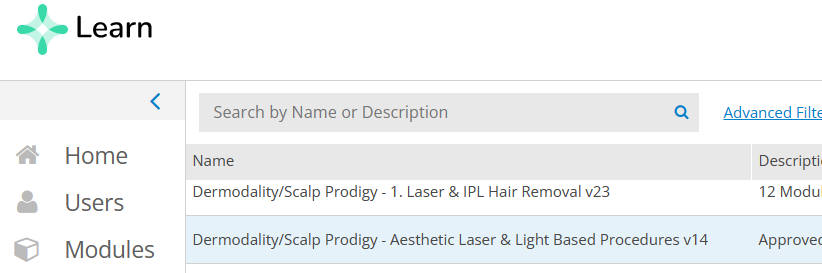 Learn
Search by Name or Description
Advanced Filte
Home
Users
Modules
Name
Descripti
Dermodality/Scalp Prodigy - 1. Laser & IPL Hair Removal v23
12 Modul
Dermodality/Scalp Prodigy - Aesthetic Laser & Light Based Procedures v14
Approved